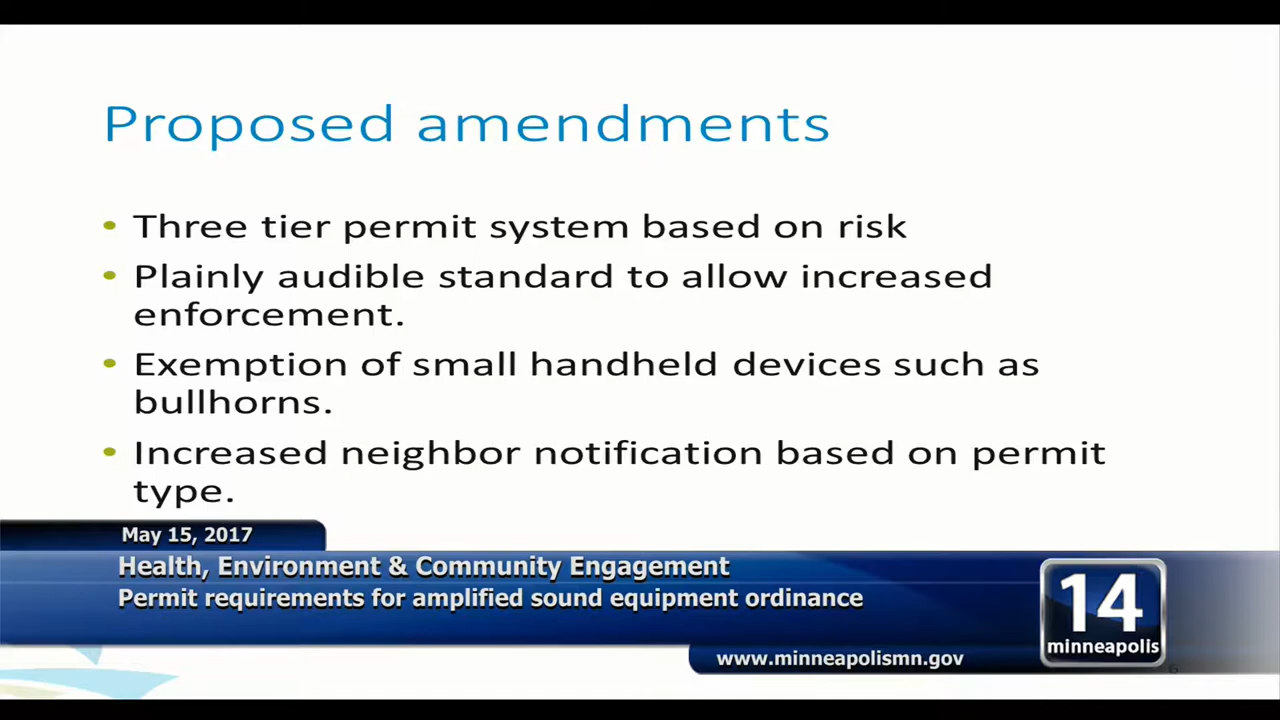 Proposed amendments
• Three tier permit system based on risk
• Plainly audible standard to allow increased
enforcement.
• Exemption of small handheld devices such as
bullhorns.
• Increased neighbor notification based on permit
type.
May 15, 2017
Health, Environment & Community Engagement
Permit requirements for amplified sound equipment ordinance
14
minneapolis
www.minneapolismn.gov